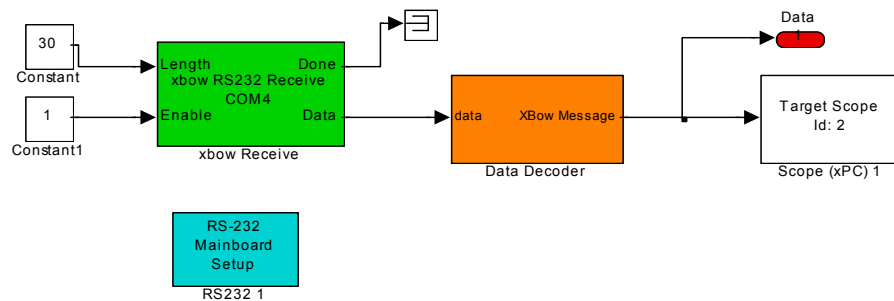 30
Constant
1
Constant1
Length
Done
xbow RS232 Receive
COM4
Enable
Data
xbow Receive
data
XBow Message
Data Decoder
Data
1
Target Scope
Id: 2
Scope (xPC) 1
RS-232
Mainboard
Setup
RS232 1